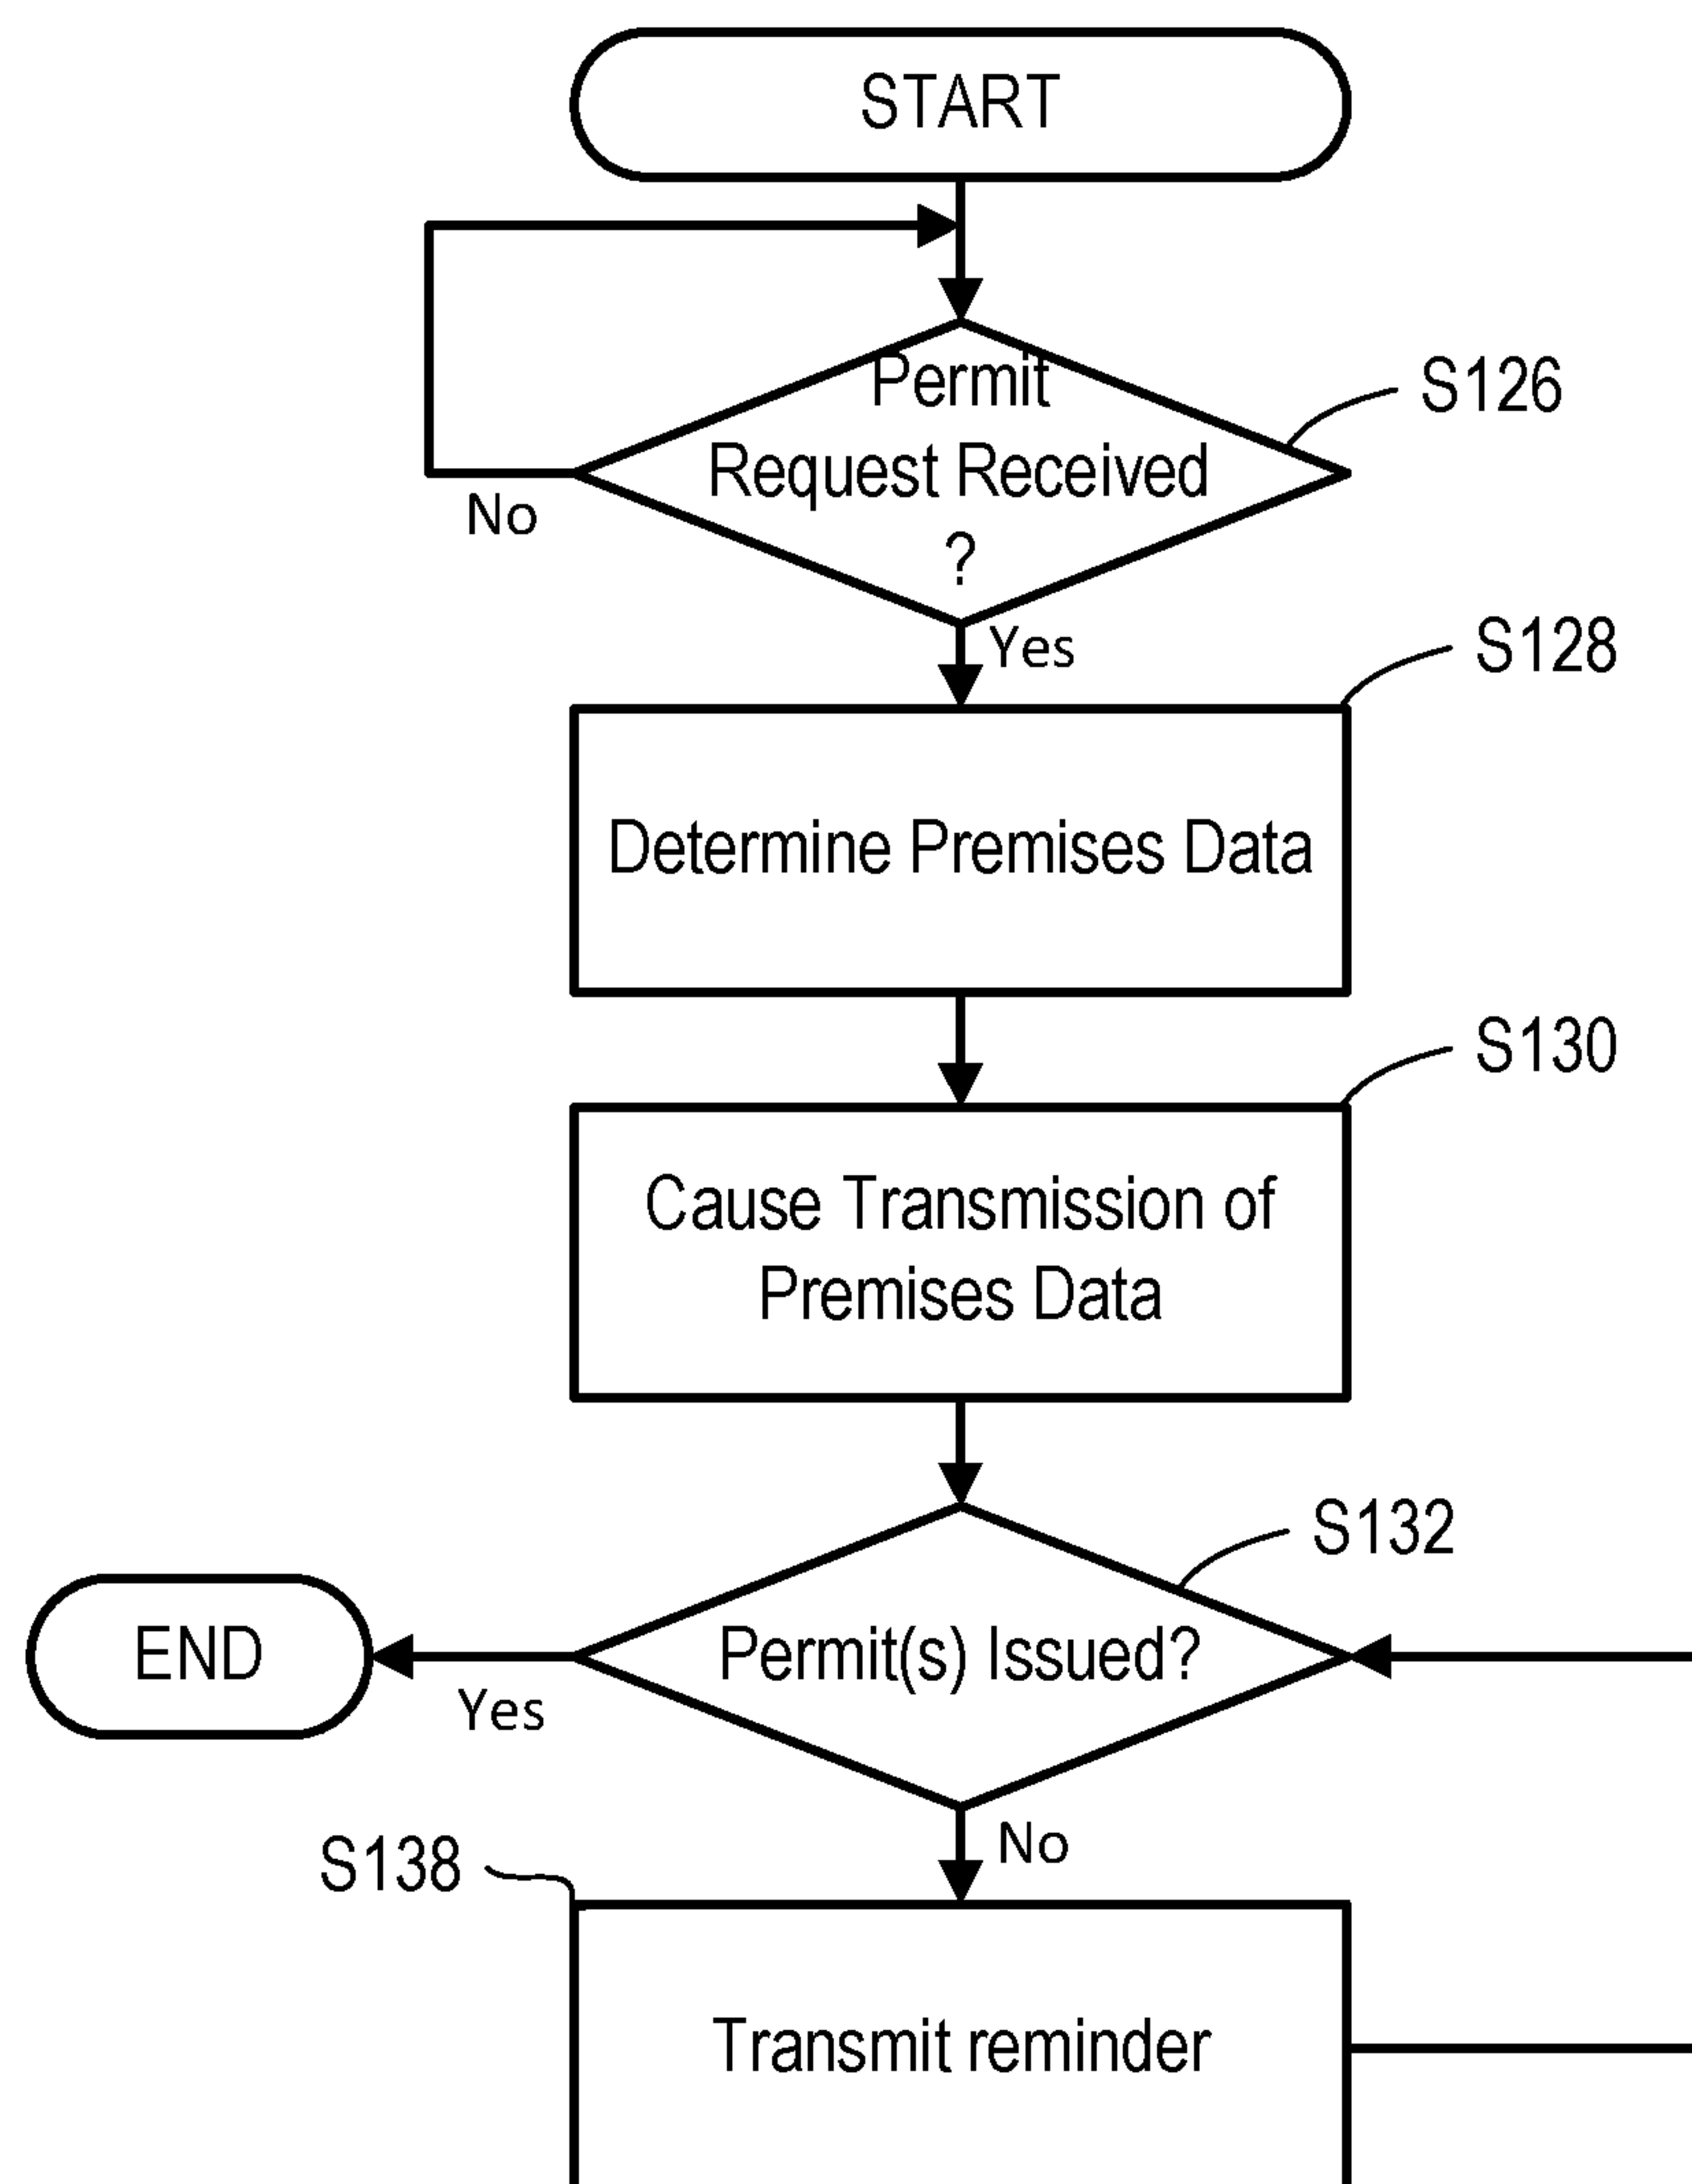 START
Permit
Request Received
?
S126
No
Yes
S128
Determine Premises Data
S130
Cause Transmission of
Premises Data
S132
Permit(s) Issued?
END
Yes
No
S138
Transmit reminder